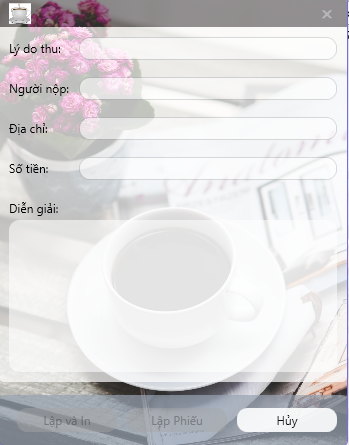 Lý do thu:
Người nộp:
Địa chỉ:
Số tiền:
Diễn giải:
Lập và In Lập Phiếu Hủy